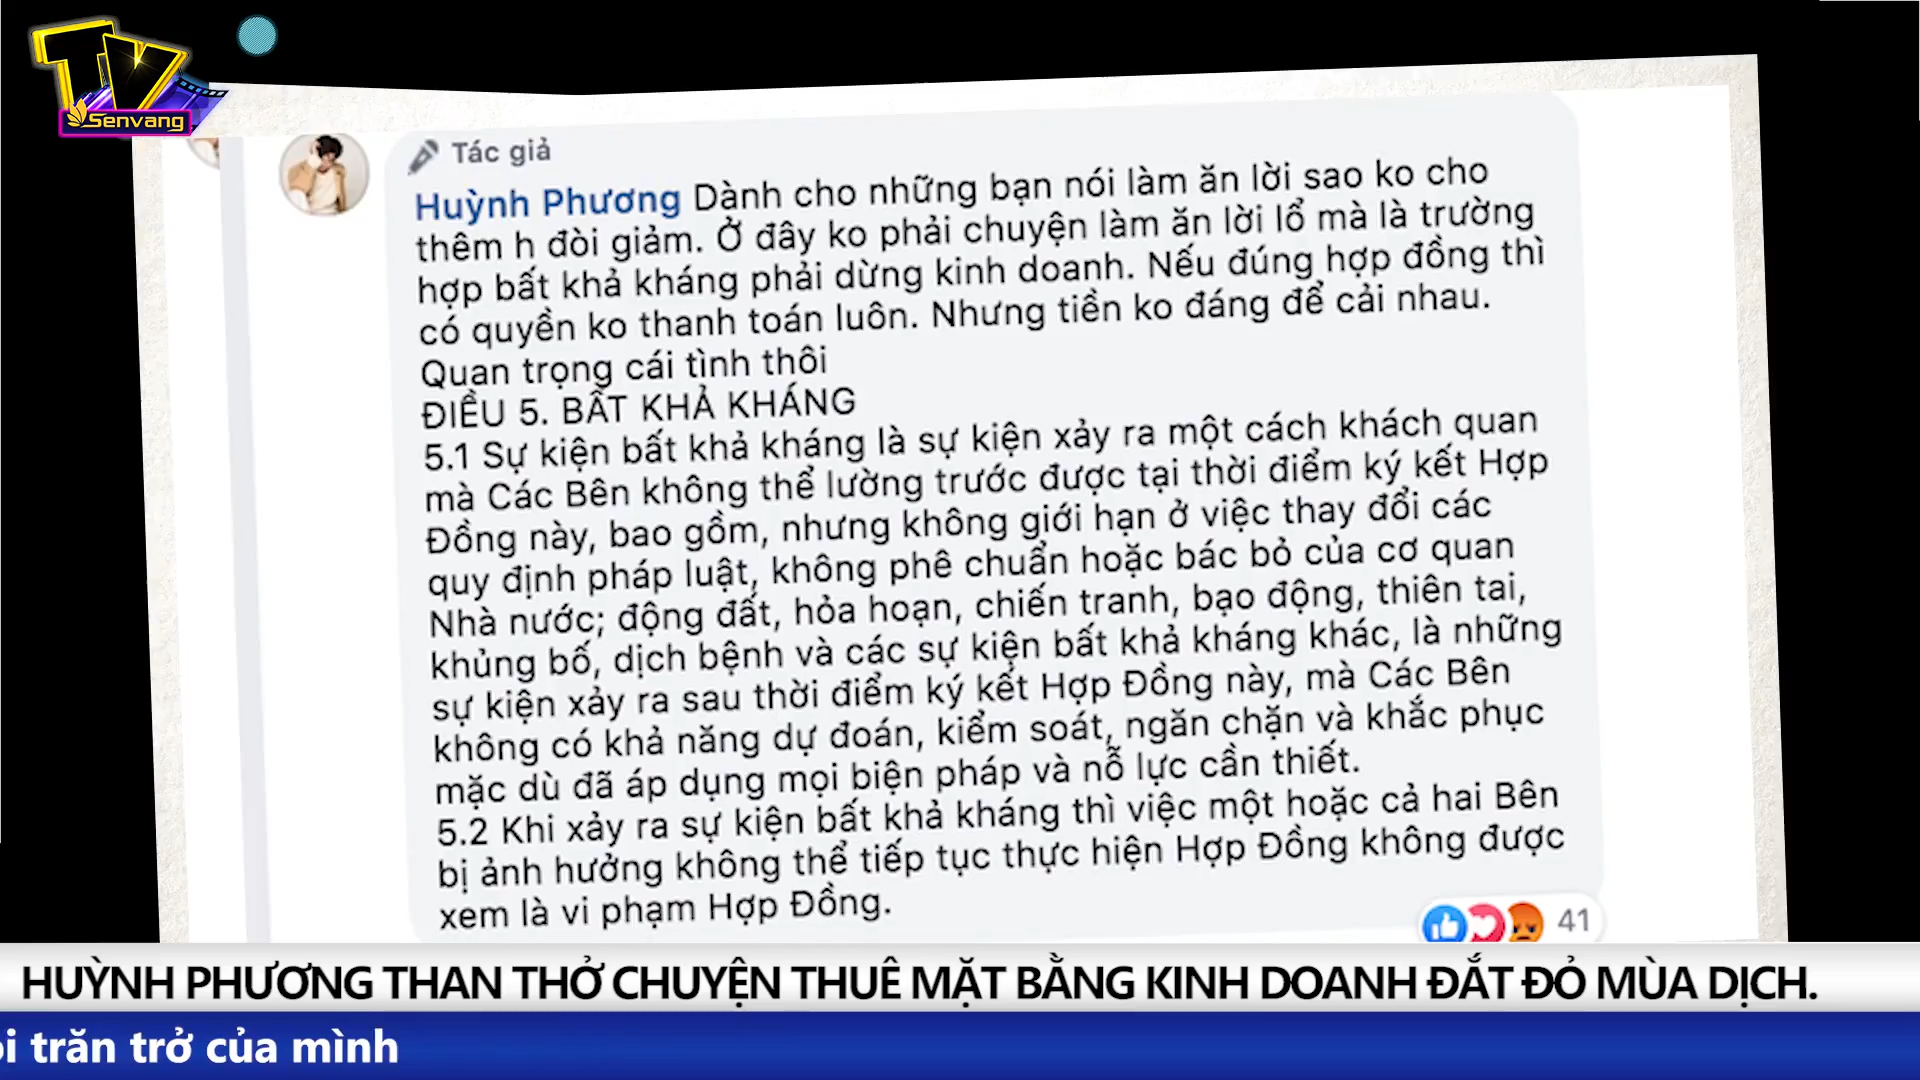 TV
Senvang
Tác giả
Huỳnh Phương Dành cho những bạn nói làm ăn lời sao ko cho
thêm h đòi giảm. Ở đây ko phải chuyện làm ăn lời lổ mà là trường
hợp bất khả kháng phải dừng kinh doanh. Nếu đúng hợp đồng thì
có quyền ko thanh toán luôn. Nhưng tiền ko đáng để cải nhau.
Quan trọng cái tình thôi
ĐIỀU 5. BẤT KHẢ KHÁNG
5.1 Sự kiện bất khả kháng là sự kiện xảy ra một cách khách quan
mà Các Bên không thể lường trước được tại thời điểm ký kết Hợp
Đồng này, bao gồm, nhưng không giới hạn ở việc thay đổi các
quy định pháp luật, không phê chuẩn hoặc bác bỏ của cơ quan
Nhà nước; động đất, hỏa hoạn, chiến tranh, bạo động, thiên tai,
khủng bố, dịch bệnh và các sự kiện bất khả kháng khác, là những
sự kiện xảy ra sau thời điểm ký kết Hợp Đồng này, mà Các Bên
không có khả năng dự đoán, kiểm soát, ngăn chặn và khắc phục
mặc dù đã áp dụng mọi biện pháp và nỗ lực cần thiết.
5.2 Khi xảy ra sự kiện bất khả kháng thì việc một hoặc cả hai Bên
bị ảnh hưởng không thể tiếp tục thực hiện Hợp Đồng không được
xem là vi phạm Hợp Đồng.
41
HUỲNH PHƯƠNG THAN THỞ CHUYỆN THUÊ MẶT BẰNG KINH DOANH ĐẮT ĐỎ MÙA DỊCH.
trăn trở của mình